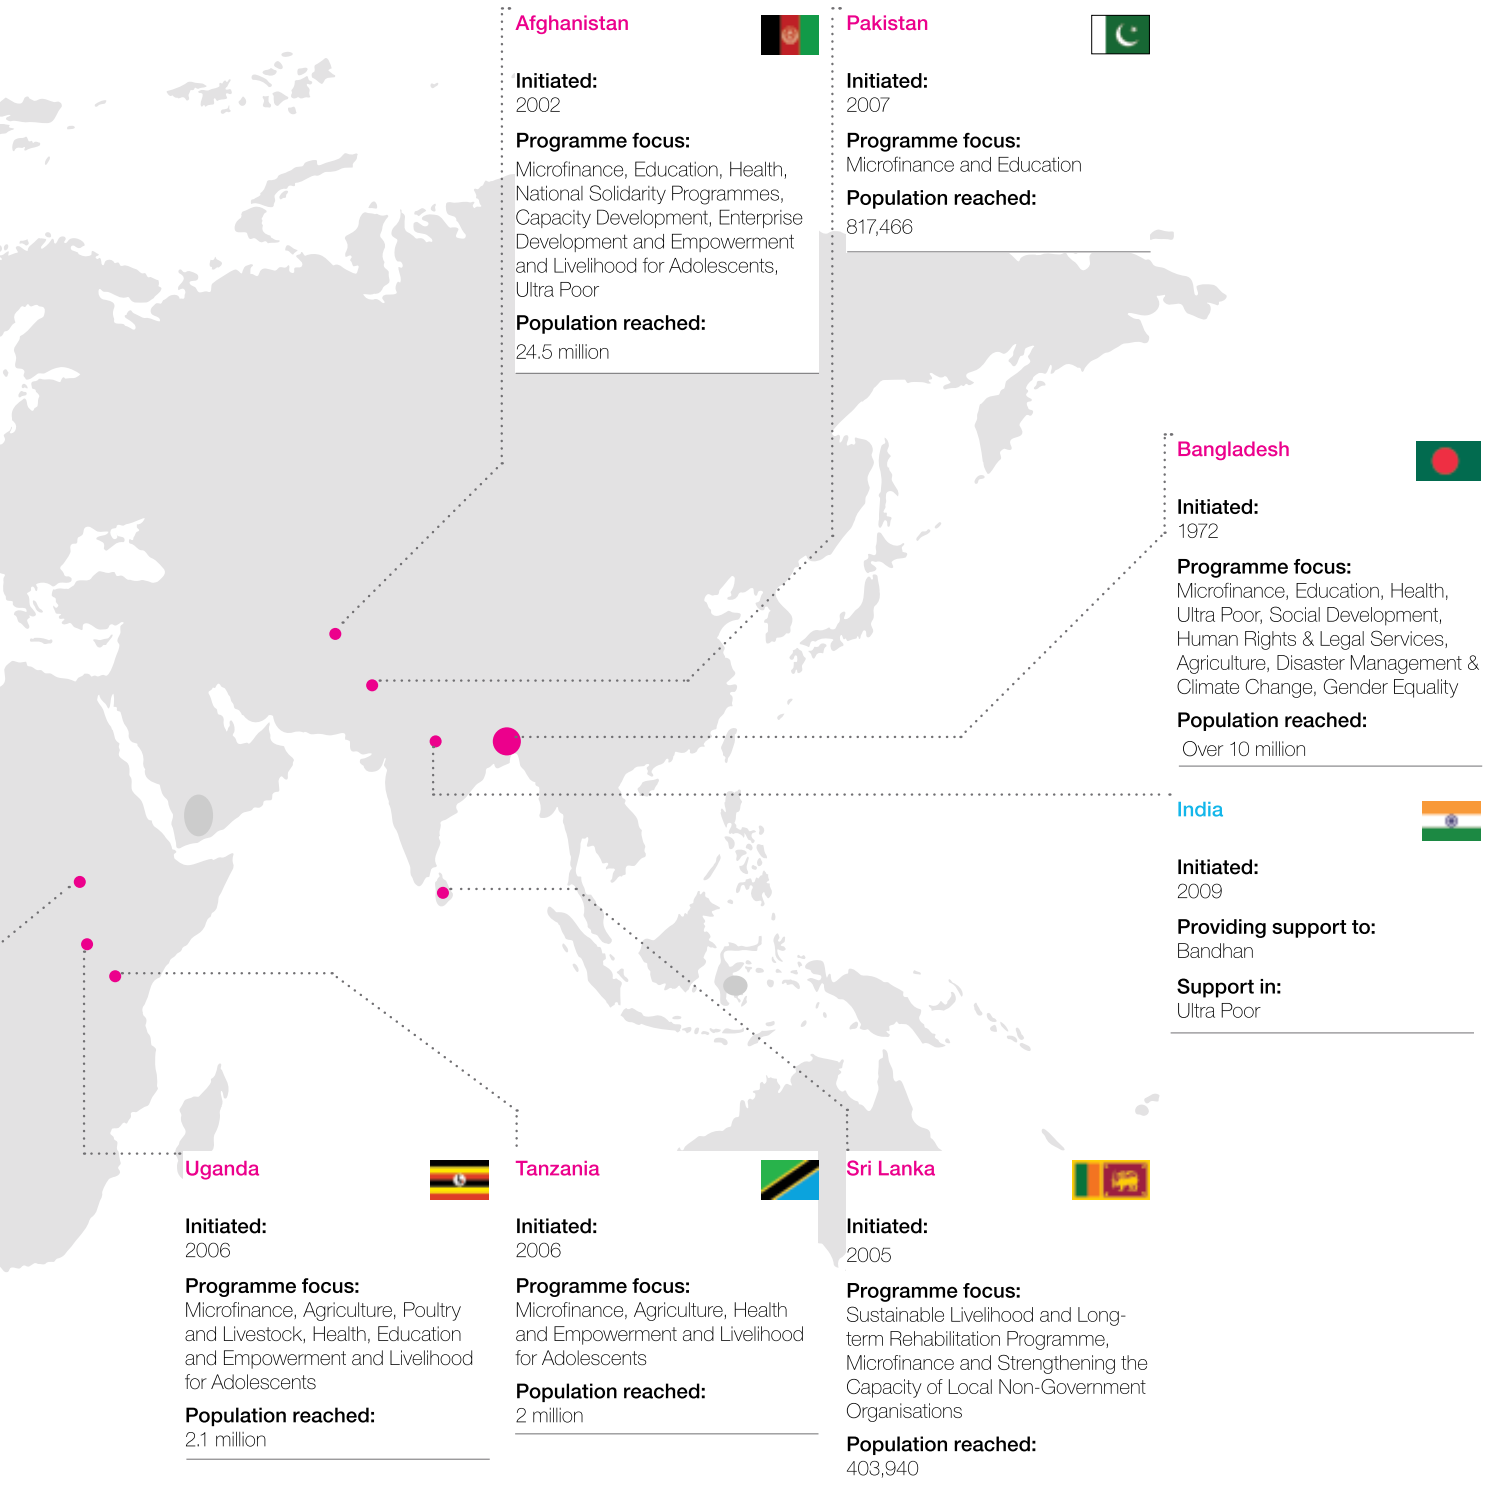 Afghanistan
Initiated:
2002
Programme focus:
Microfinance, Education, Health,
National Solidarity Programmes,
Capacity Development, Enterprise
Development and Empowerment
and Livelihood for Adolescents,
Ultra Poor
Population reached:
24.5 million
Pakistan
Initiated:
2007
Programme focus:
Microfinance and Education
Population reached:
817,466
Bangladesh
Initiated:
1972
Programme focus:
Microfinance, Education, Health,
Ultra Poor, Social Development,
Human Rights & Legal Services,
Agriculture, Disaster Management &
Climate Change, Gender Equality
Population reached:
Over 10 million
India
Initiated:
2009
Providing support to:
Bandhan
Support in:
Ultra Poor
Uganda
Initiated:
2006
Programme focus:
Microfinance, Agriculture, Poultry
and Livestock, Health, Education
and Empowerment and Livelihood
for Adolescents
Population reached:
2.1 million
Tanzania
Initiated:
2006
Programme focus:
Microfinance, Agriculture, Health
and Empowerment and Livelihood
for Adolescents
Population reached:
2 million
Sri Lanka
Initiated:
2005
Programme focus:
Sustainable Livelihood and Long-
term Rehabilitation Programme,
Microfinance and Strengthening the
Capacity of Local Non-Government
Organisations
Population reached:
403,940